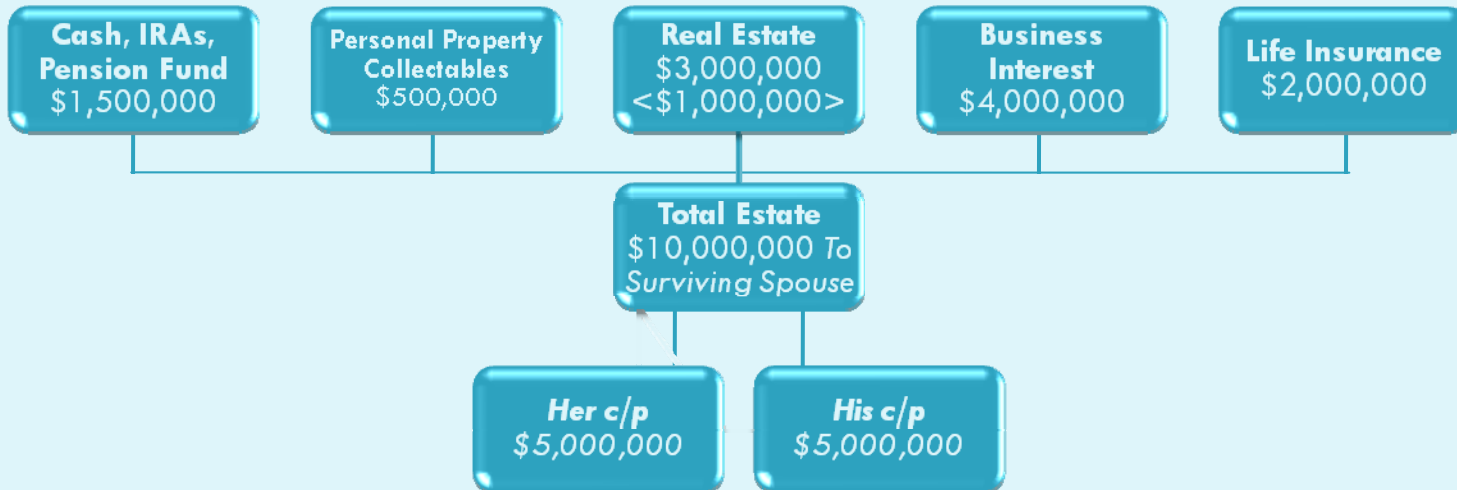 Cash, IRAs,
Pension Fund
$1,500,000
Personal Property
Collectables
$500,000
Real Estate
$3,000,000
<$1,000,000>
Business
Interest
$4,000,000
Life Insurance
$2,000,000
Total Estate
$10,000,000 To
Surviving Spouse
Her c/p
$5,000,000
His c/p
$5,000,000